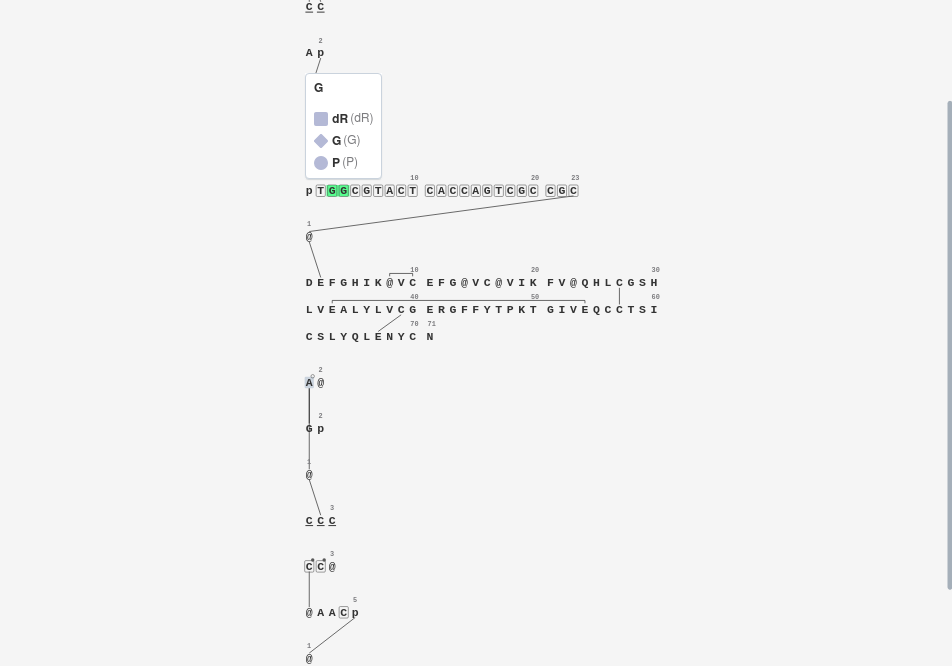 C C
2
A p
G
dR (dR)
G (G)
P (P)
10 20 23
p T G G C G T A C T C A C C A G T C G C C G C
1
@
10 20 30
D E F G H I K @ V C E F G @ V C @ V I K F V @ Q H L C G S H
40 50 60
L V E A L Y L V C G E R G F F Y T P K T G I V E Q C C T S I
70 71
C S L Y Q L E N Y C N
2
A @
2
G p
1
@
3
C C C
3
C C @
5
@ A A C p
1
@